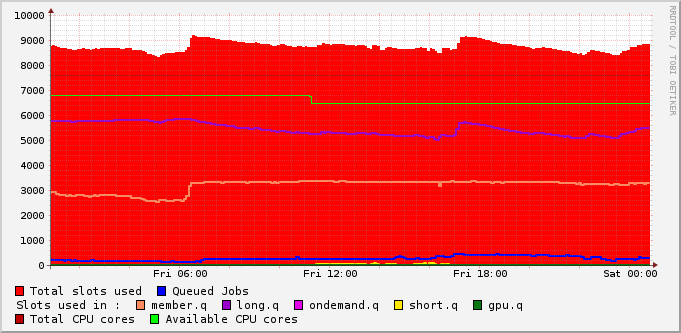 10000
9000
8000
7000
6000
5000
4000
3000
2000
1000
0
Fri 06:00 Fri 12:00 Fri 18:00 Sat 00:00
Total slots used Queued Jobs
Slots used in : member.q long.q ondemand.q short.q gpu.q
Total CPU cores Available CPU cores
RRDTOOL / TOBI OETIKER